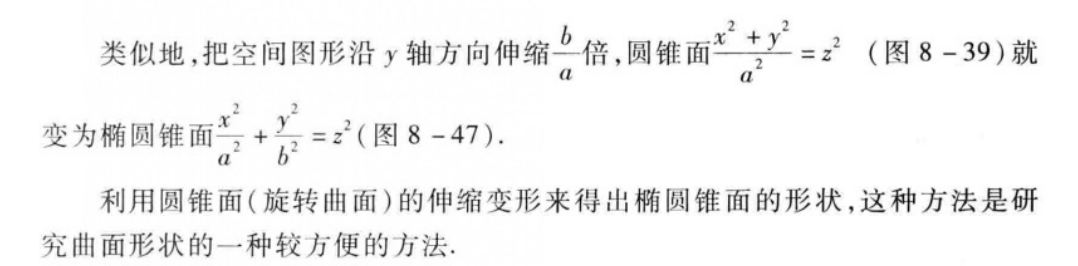 类似地,把空间图形沿 y 轴方向伸缩$\frac{b}{a}$倍,圆锥面$\frac{x^2+y^2}{a^2}=z^2$ (图 8-39)就
变为椭圆锥面$\frac{x^2}{a^2}+\frac{y^2}{b^2}=z^2$(图 8-47).
利用圆锥面(旋转曲面)的伸缩变形来得出椭圆锥面的形状,这种方法是研
究曲面形状的一种较方便的方法.